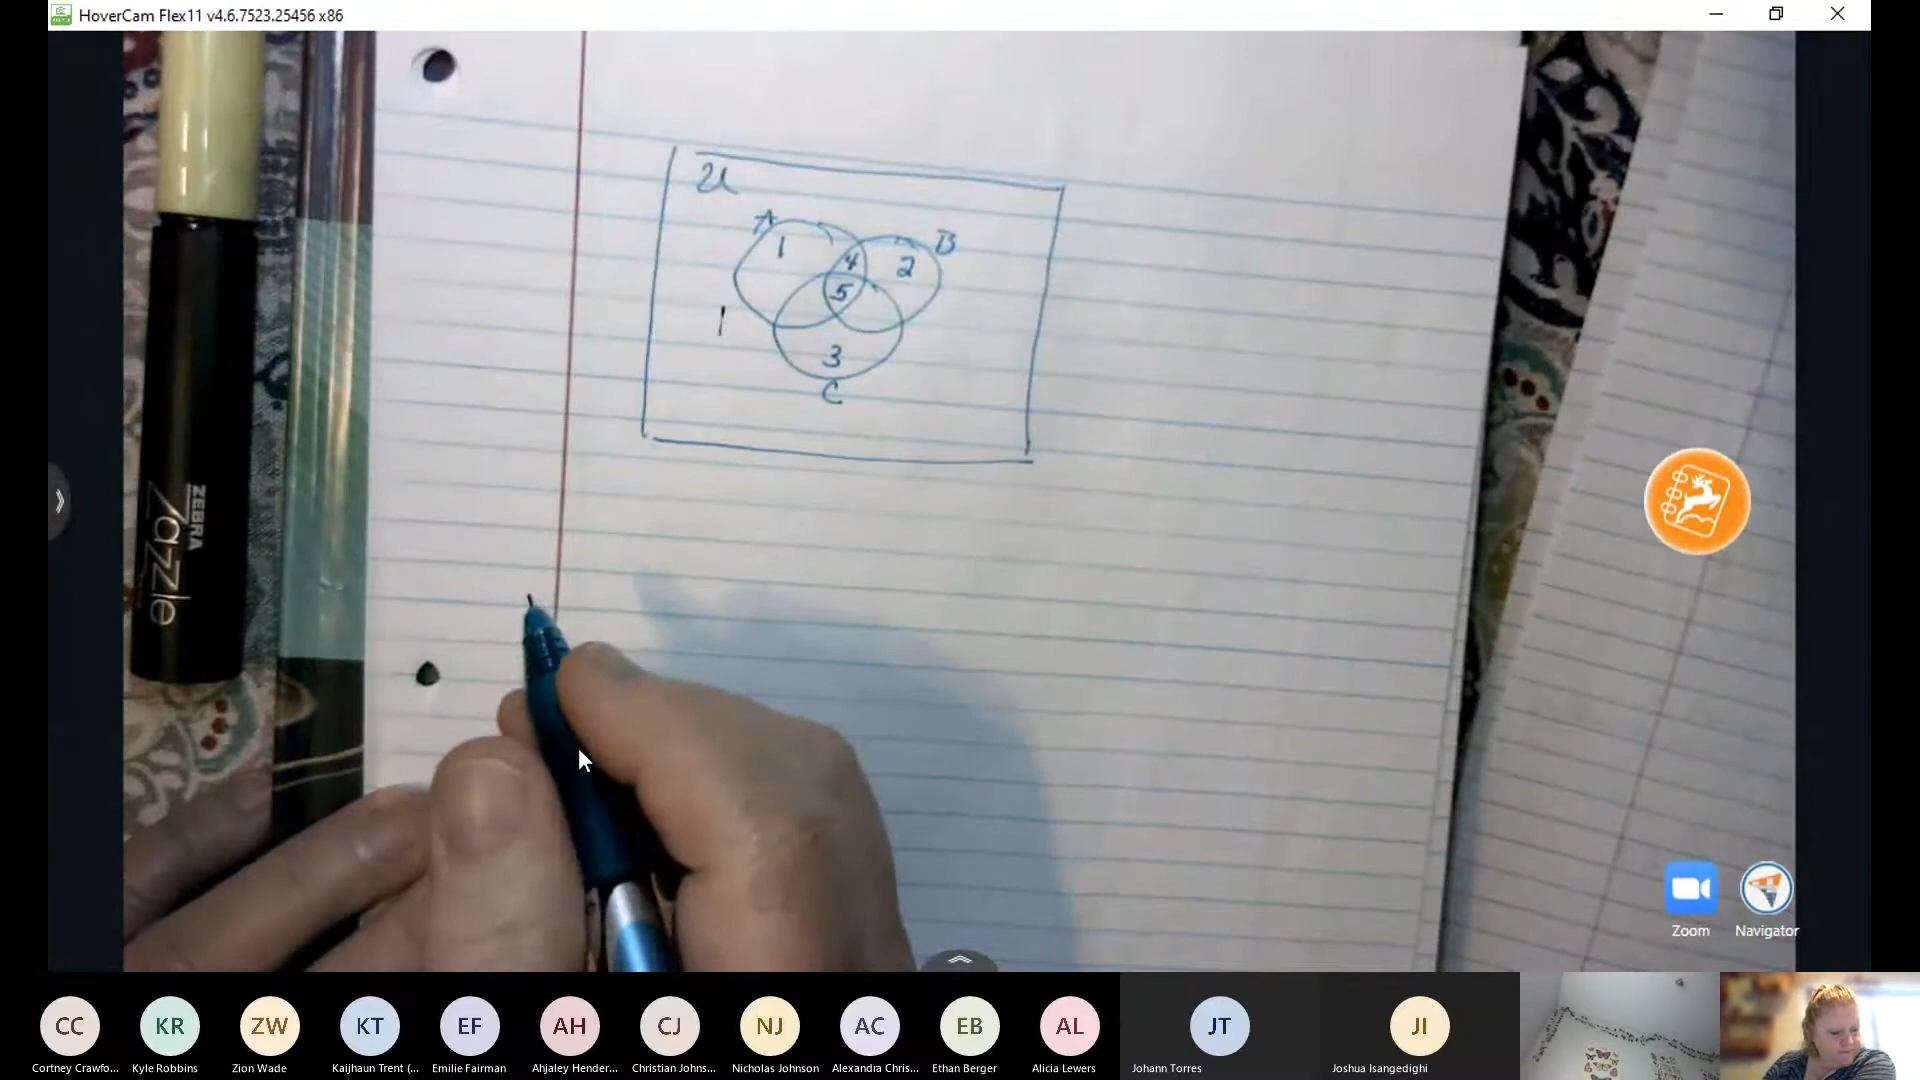 HoverCam Flex11 v4.6.7523.25456 x86
U
A
B
1
4
2
5
1
3
C
ZEBRA
Zazzle
Zoom
Navigator
CC
KR
ZW
KT
EF
AH
CJ
NJ
AC
EB
AL
JT
JI
Cortney Crawfo...
Kyle Robbins
Zion Wade
Kaijhaun Trent (...
Emilie Fairman
Ahjaley Hender...
Christian Johns...
Nicholas Johnson
Alexandra Chris...
Ethan Berger
Alicia Lewers
Johann Torres
Joshua Isangedighi